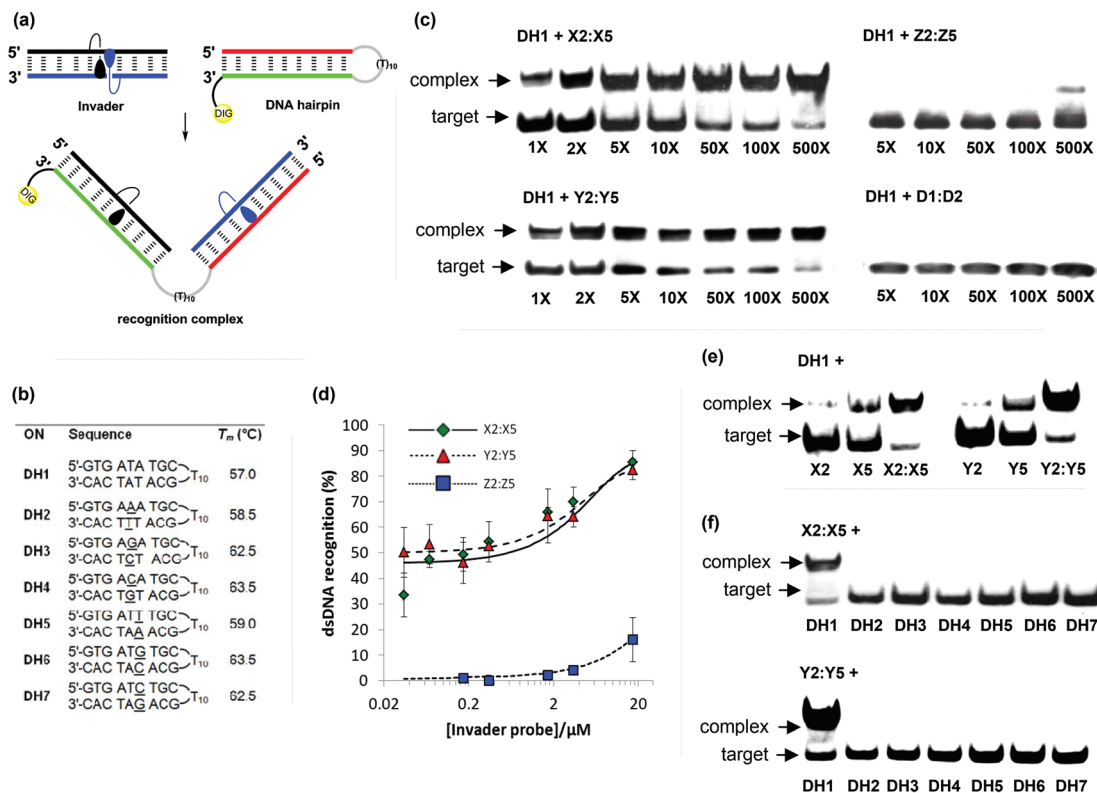 (a)
5'
3'
Invader
5'
3'
(T)10
DIG
DNA hairpin
5'
3'
DIG
3'
5'
(T)10
recognition complex
(b)
ON Sequence Tm (°C)
DH1 5'-GTG ATA TGC
3'-CAC TAT ACG T10 57.0
DH2 5'-GTG AAA TGC
3'-CAC TTT ACG T10 58.5
DH3 5'-GTG AGA TGC
3'-CAC TCT ACG T10 62.5
DH4 5'-GTG ACA TGC
3'-CAC TGT ACG T10 63.5
DH5 5'-GTG ATT TGC
3'-CAC TAA ACG T10 59.0
DH6 5'-GTG ATG TGC
3'-CAC TAC ACG T10 63.5
DH7 5'-GTG ATC TGC
3'-CAC TAG ACG T10 62.5
(c)
DH1 + X2:X5
complex
target
1X 2X 5X 10X 50X 100X 500X
DH1 + Z2:Z5
5X 10X 50X 100X 500X
DH1 + Y2:Y5
complex
target
1X 2X 5X 10X 50X 100X 500X
DH1 + D1:D2
5X 10X 50X 100X 500X
(d)
X2:X5
Y2:Y5
Z2:Z5
dsDNA recognition (%)
100
90
80
70
60
50
40
30
20
10
0
0.02 0.2 2 20
[Invader probe]/µM
(e)
DH1 +
complex
target
X2 X5 X2:X5 Y2 Y5 Y2:Y5
(f)
X2:X5 +
complex
target
DH1 DH2 DH3 DH4 DH5 DH6 DH7
Y2:Y5 +
complex
target
DH1 DH2 DH3 DH4 DH5 DH6 DH7